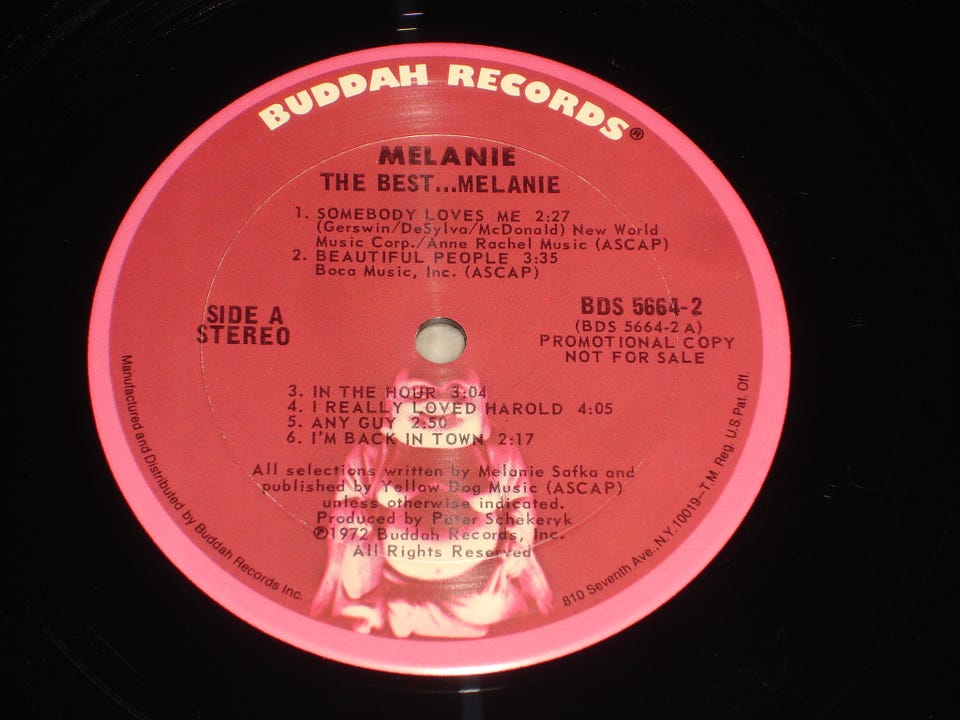 BUDDAH RECORDS®
MELANIE
THE BEST...MELANIE
1. SOMEBODY LOVES ME 2:27
(Gerswin/DeSylva/McDonald) New World
Music Corp./Anne Rachel Music (ASCAP)
2. BEAUTIFUL PEOPLE 3:35
Boca Music, Inc. (ASCAP)
SIDE A
STEREO
BDS 5664-2
(BDS 5664-2 A)
PROMOTIONAL COPY
NOT FOR SALE
3. IN THE HOUR 3:04
4. I REALLY LOVED HAROLD 4:05
5. ANY GUY 2:50
6. I'M BACK IN TOWN 2:17
All selections written by Melanie Safka and
published by Yellow Dog Music (ASCAP)
unless otherwise indicated.
Produced by Peter Schekeryk
℗1972 Buddah Records, Inc.
All Rights Reserved
Manufactured and Distributed by Buddah Records Inc.
810 Seventh Ave., N.Y. 10019—T.M. Reg. U.S. Pat. Off.